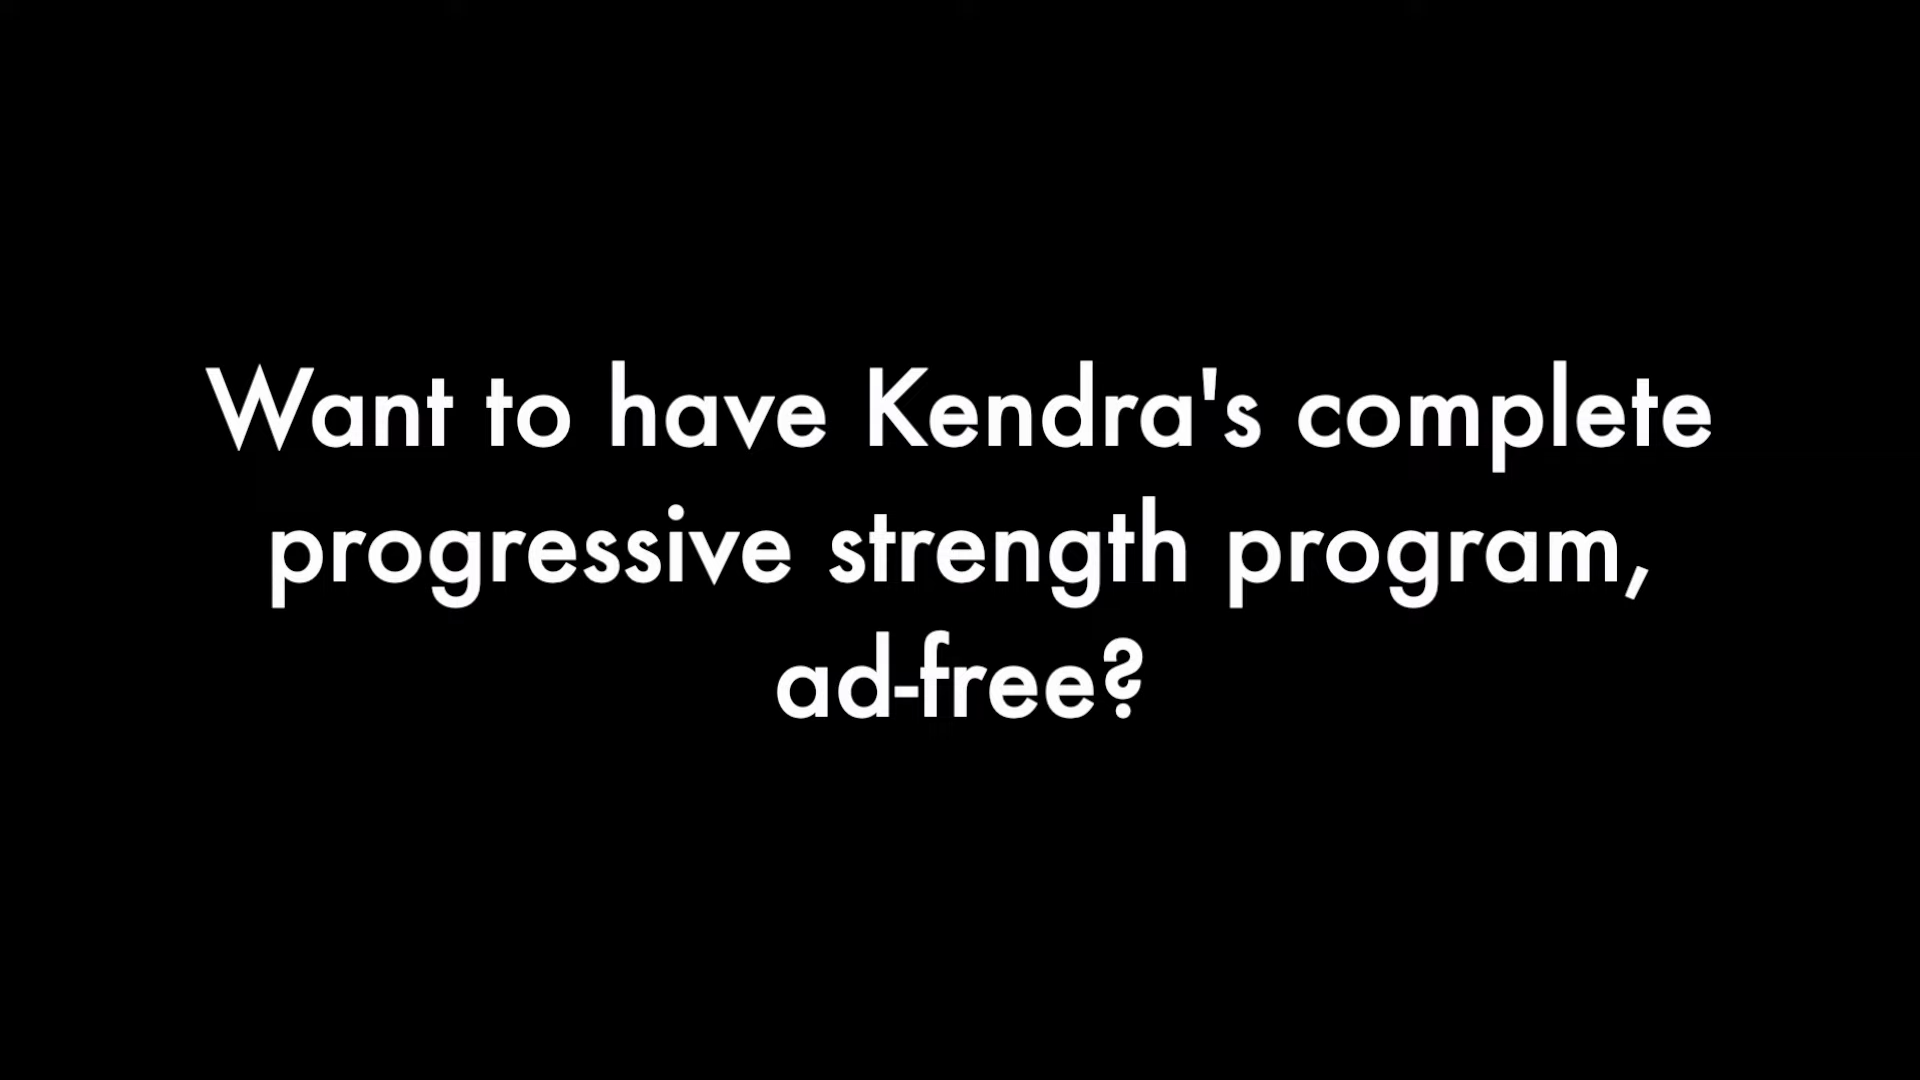 Want to have Kendra's complete
progressive strength program,
ad-free?